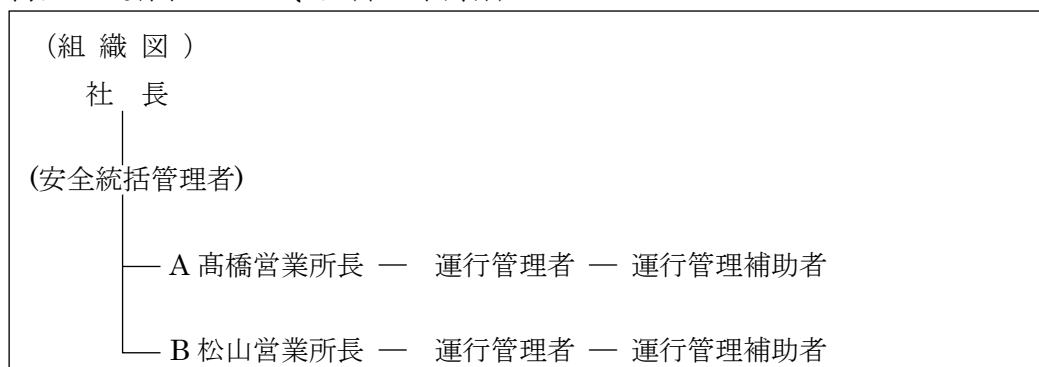 (組 織 図 )
社 長
(安全統括管理者)
A 髙橋営業所長 ― 運行管理者 ― 運行管理補助者
B 松山営業所長 ― 運行管理者 ― 運行管理補助者